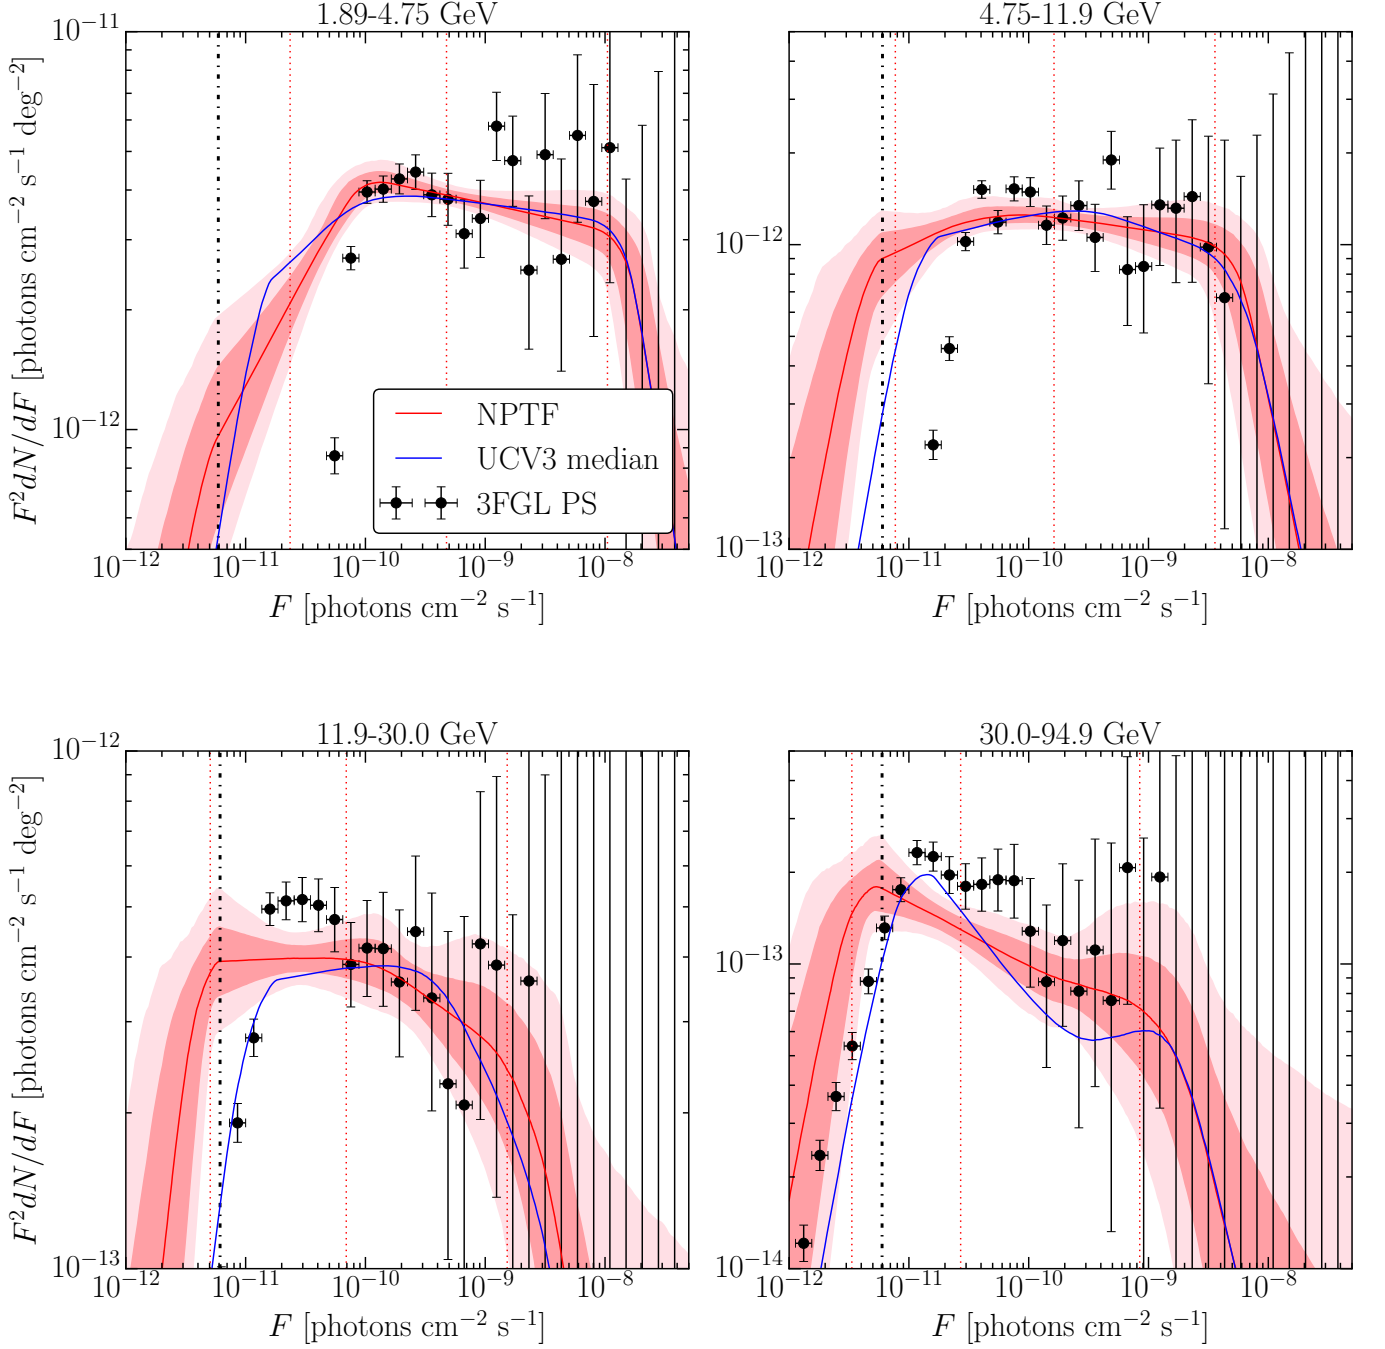 1.89-4.75 GeV
4.75-11.9 GeV
10⁻¹¹
10⁻¹²
10⁻¹²
10⁻¹³
F²dN/dF [photons cm⁻² s⁻¹ deg⁻²]
NPTF
UCV3 median
3FGL PS
10⁻¹² 10⁻¹¹ 10⁻¹⁰ 10⁻⁹ 10⁻⁸
10⁻¹² 10⁻¹¹ 10⁻¹⁰ 10⁻⁹ 10⁻⁸
F [photons cm⁻² s⁻¹]
F [photons cm⁻² s⁻¹]
11.9-30.0 GeV
30.0-94.9 GeV
10⁻¹²
10⁻¹³
10⁻¹³
10⁻¹⁴
F²dN/dF [photons cm⁻² s⁻¹ deg⁻²]
10⁻¹² 10⁻¹¹ 10⁻¹⁰ 10⁻⁹ 10⁻⁸
10⁻¹² 10⁻¹¹ 10⁻¹⁰ 10⁻⁹ 10⁻⁸
F [photons cm⁻² s⁻¹]
F [photons cm⁻² s⁻¹]